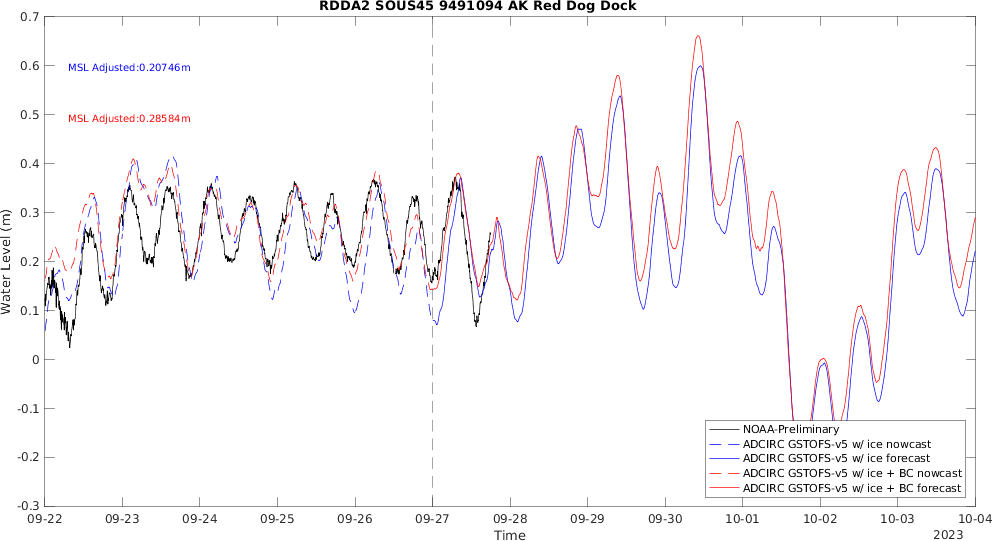 RDDA2 SOUS45 9491094 AK Red Dog Dock
0.7
0.6
0.5
0.4
0.3
0.2
0.1
0
-0.1
-0.2
-0.3
Water Level (m)
MSL Adjusted:0.20746m
MSL Adjusted:0.28584m
NOAA-Preliminary
ADCIRC GSTOFS-v5 w/ ice nowcast
ADCIRC GSTOFS-v5 w/ ice forecast
ADCIRC GSTOFS-v5 w/ ice + BC nowcast
ADCIRC GSTOFS-v5 w/ ice + BC forecast
09-22 09-23 09-24 09-25 09-26 09-27 09-28 09-29 09-30 10-01 10-02 10-03 10-04
Time
2023